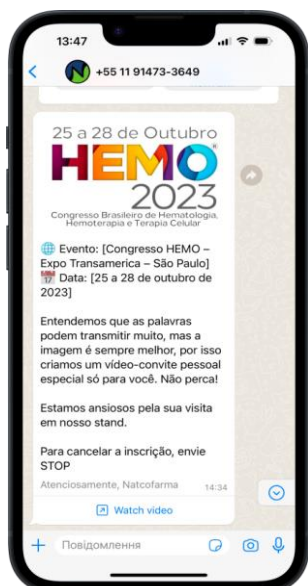 13:47
+55 11 91473-3649
25 a 28 de Outubro
HEMO
2023
Congresso Brasileiro de Hematologia,
Hemoterapia e Terapia Celular
🌐 Evento: [Congresso HEMO –
Expo Transamerica – São Paulo]
📅 Data: [25 a 28 de outubro de
2023]
Entendemos que as palavras
podem transmitir muito, mas a
imagem é sempre melhor, por isso
criamos um vídeo-convite pessoal
especial só para você. Não perca!
Estamos ansiosos pela sua visita
em nosso stand.
Para cancelar a inscrição, envie
STOP
Atenciosamente, Natcofarma 14:34
Watch video
Повідомлення